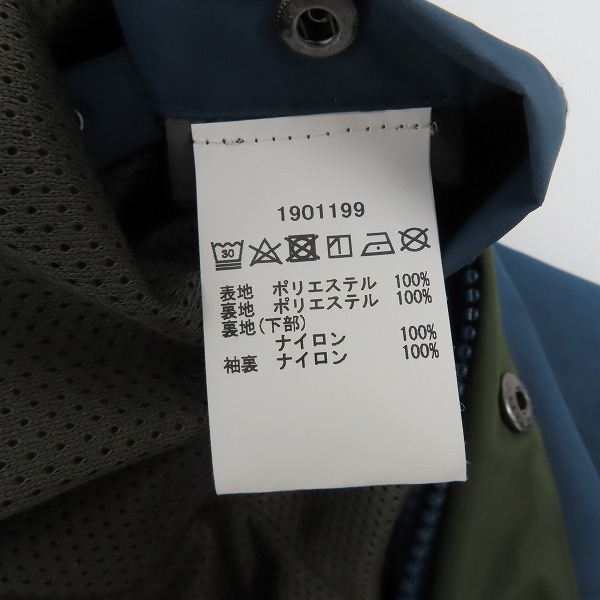 1901199
30
表地 ポリエステル 100%
裏地 ポリエステル 100%
裏地(下部)
ナイロン 100%
袖裏 ナイロン 100%